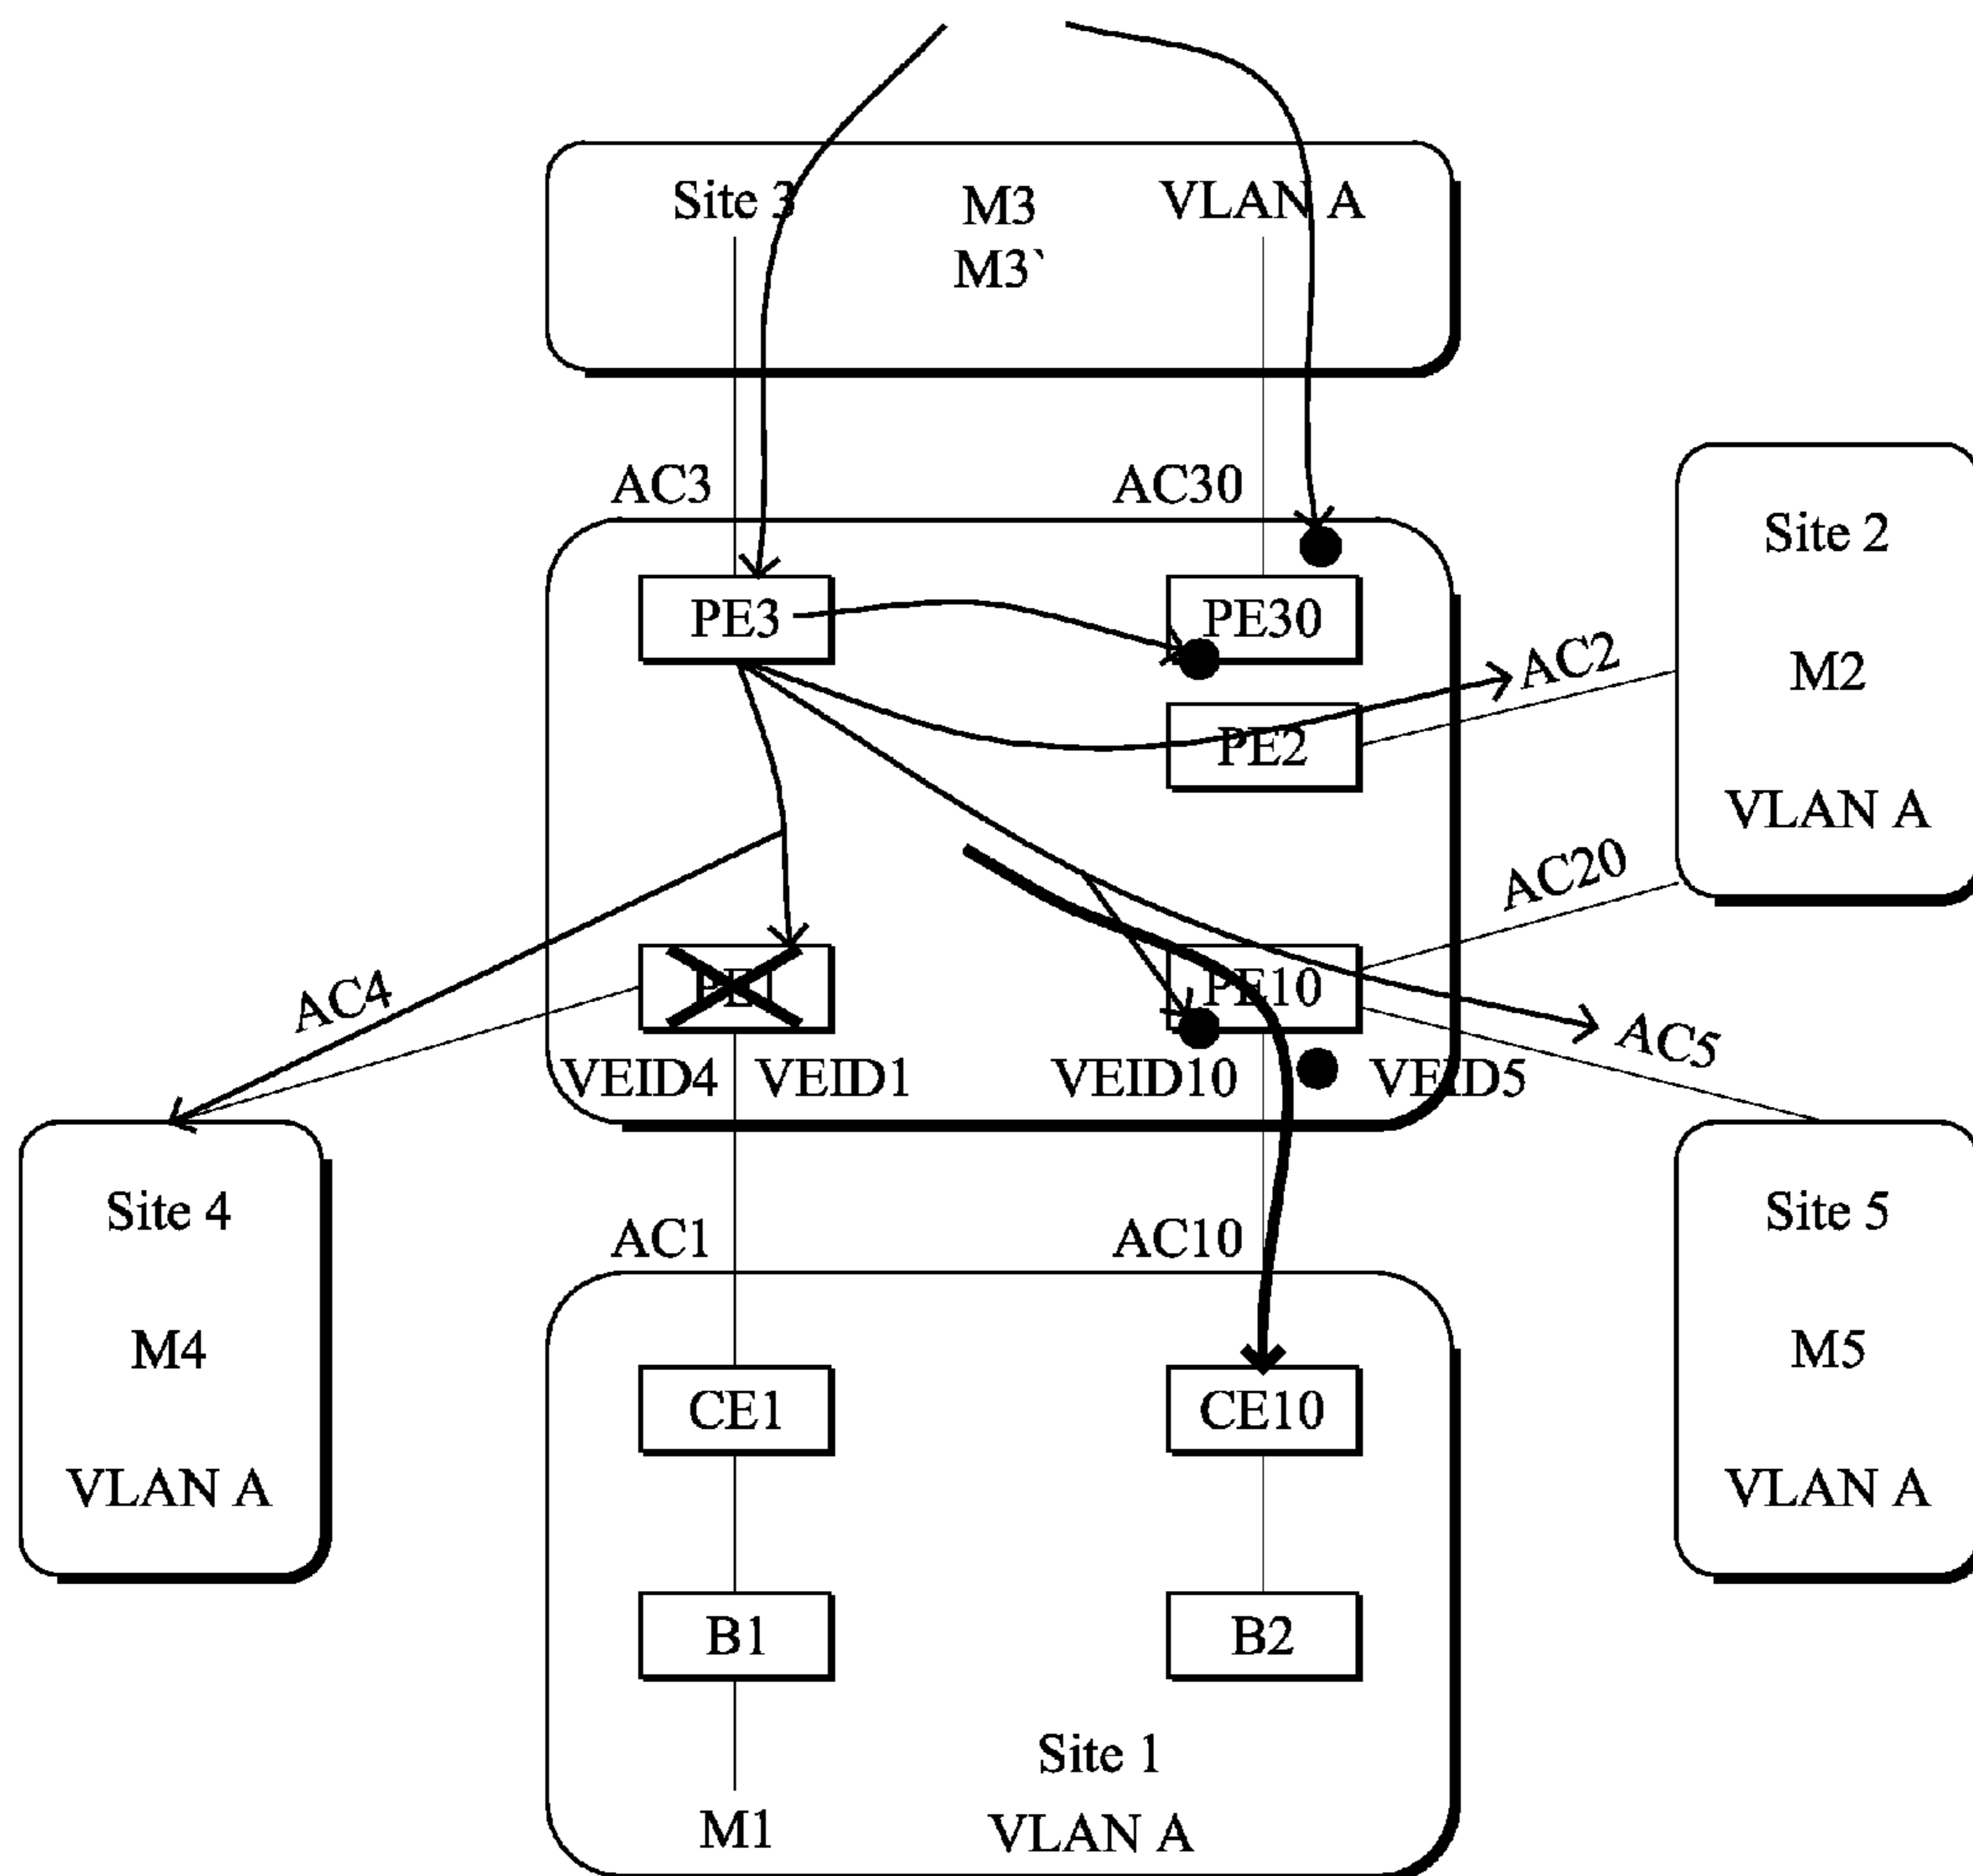 Site 3 M3 VLAN A
M3`
AC3 AC30
Site 2
PE3 PE30
AC2
M2
PE2
VLAN A
AC20
PE10
AC4
AC5
VEID4 VEID1 VEID10 VEID5
Site 4
AC1 AC10
Site 5
M4
M5
CE1 CE10
VLAN A
VLAN A
B1 B2
Site 1
M1 VLAN A